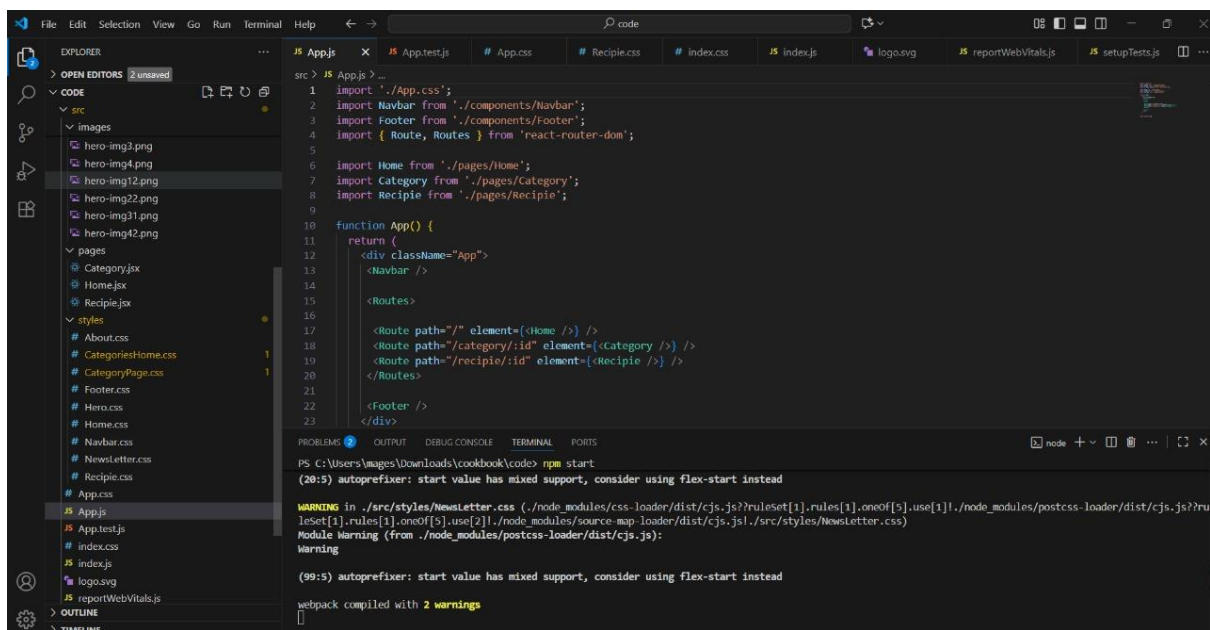 File Edit Selection View Go Run Terminal Help
code
EXPLORER
OPEN EDITORS 2 unsaved
CODE
src
images
hero-img3.png
hero-img4.png
hero-img12.png
hero-img22.png
hero-img31.png
hero-img42.png
pages
Category.jsx
Home.jsx
Recipie.jsx
styles
About.css
CategoriesHome.css 1
CategoryPage.css 1
Footer.css
Hero.css
Home.css
Navbar.css
NewsLetter.css
Recipie.css
App.css
App.js
App.test.js
index.css
index.js
logo.svg
reportWebVitals.js
OUTLINE
TIMELINE
App.js App.test.js App.css Recipie.css index.css index.js logo.svg reportWebVitals.js setupTests.js
src > JS App.js > ...
1 import './App.css';
2 import Navbar from './components/Navbar';
3 import Footer from './components/Footer';
4 import { Route, Routes } from 'react-router-dom';
5
6 import Home from './pages/Home';
7 import Category from './pages/Category';
8 import Recipie from './pages/Recipie';
9
10 function App() {
11 return (
12 <div className="App">
13 <Navbar />
14
15 <Routes>
16
17 <Route path="/" element={<Home />} />
18 <Route path="/category/:id" element={<Category />} />
19 <Route path="/recipie/:id" element={<Recipie />} />
20 </Routes>
21
22 <Footer />
23 </div>
PROBLEMS 2 OUTPUT DEBUG CONSOLE TERMINAL PORTS
node
PS C:\Users\mages\Downloads\cookbook\code> npm start
(20:5) autoprefixer: start value has mixed support, consider using flex-start instead
WARNING in ./src/styles/NewsLetter.css (./node_modules/css-loader/dist/cjs.js??ruleSet[1].rules[1].oneOf[5].use[1]!./node_modules/postcss-loader/dist/cjs.js??ru
leSet[1].rules[1].oneOf[5].use[2]!./node_modules/source-map-loader/dist/cjs.js!./src/styles/NewsLetter.css)
Module Warning (from ./node_modules/postcss-loader/dist/cjs.js):
Warning
(99:5) autoprefixer: start value has mixed support, consider using flex-start instead
webpack compiled with 2 warnings